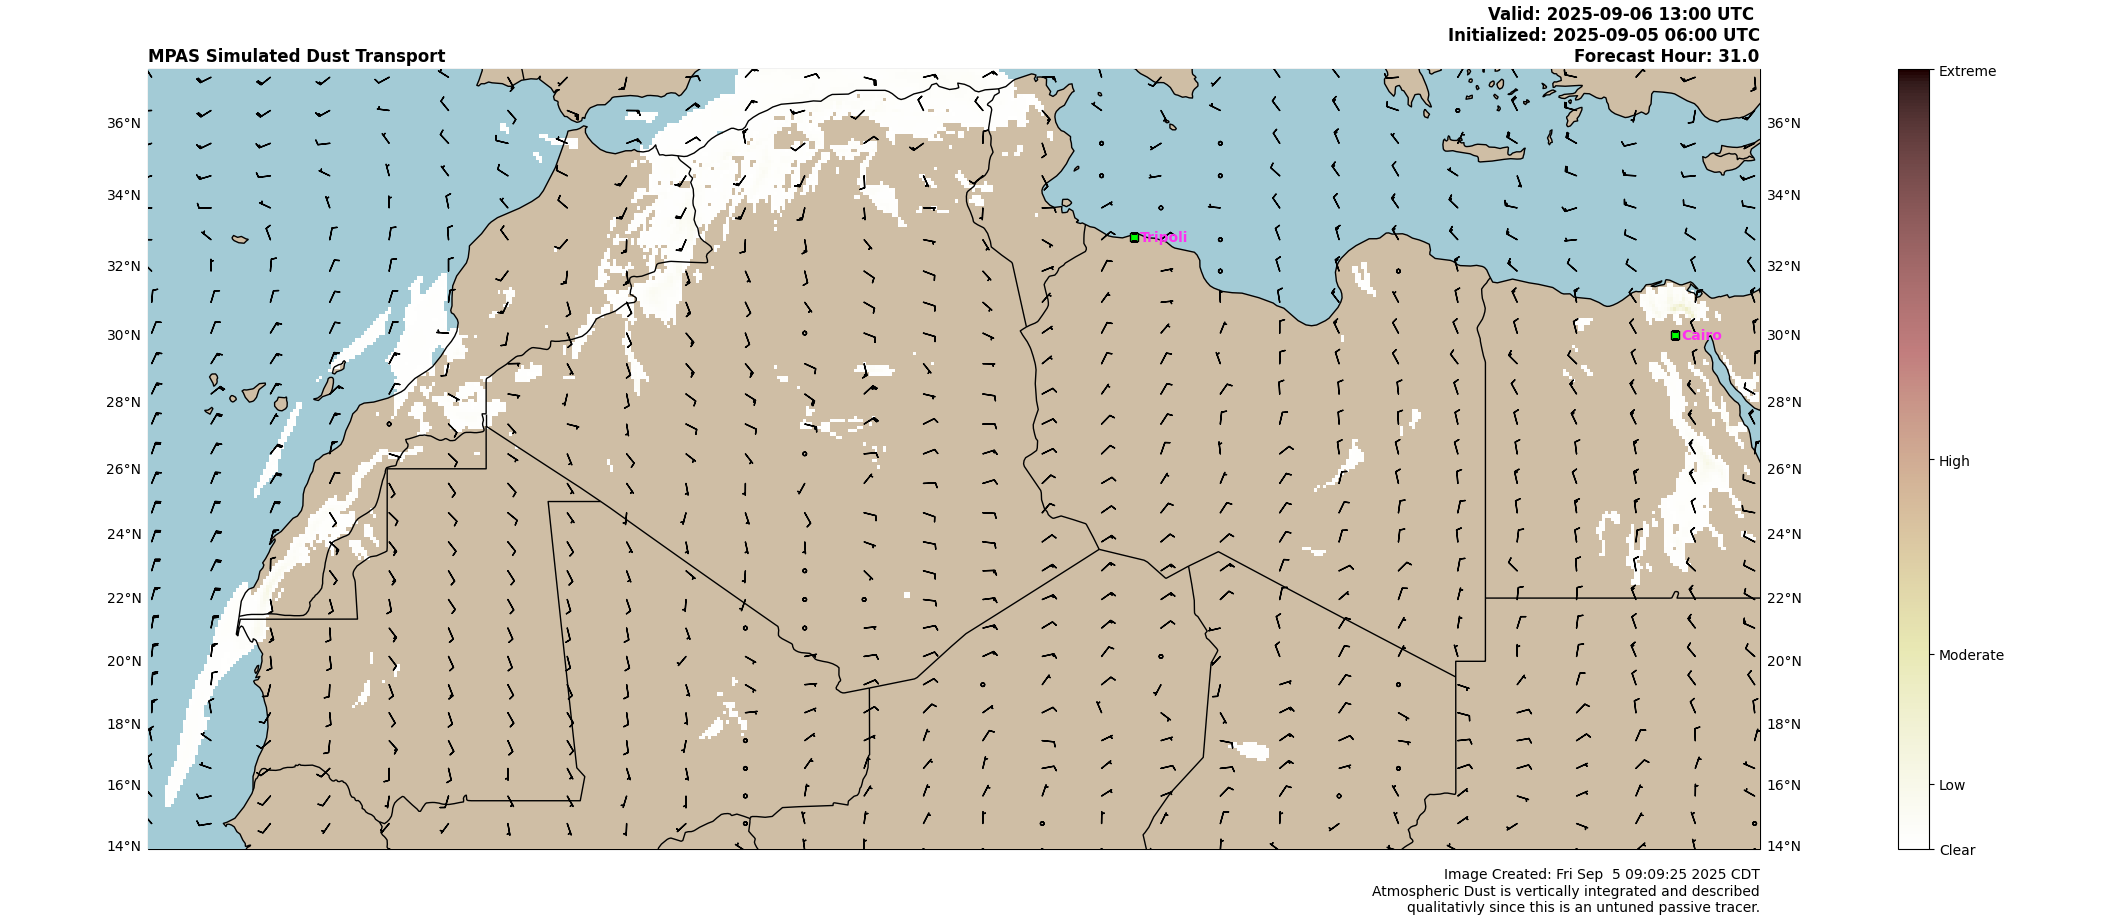 Valid: 2025-09-06 13:00 UTC
Initialized: 2025-09-05 06:00 UTC
MPAS Simulated Dust Transport
Forecast Hour: 31.0
Extreme
36°N
36°N
34°N
34°N
Tripoli
32°N
32°N
30°N
Cairo
30°N
28°N
28°N
26°N
26°N
High
24°N
24°N
22°N
22°N
20°N
20°N
Moderate
18°N
18°N
16°N
16°N
Low
14°N
14°N
Clear
Image Created: Fri Sep  5 09:09:25 2025 CDT
Atmospheric Dust is vertically integrated and described
qualitativly since this is an untuned passive tracer.